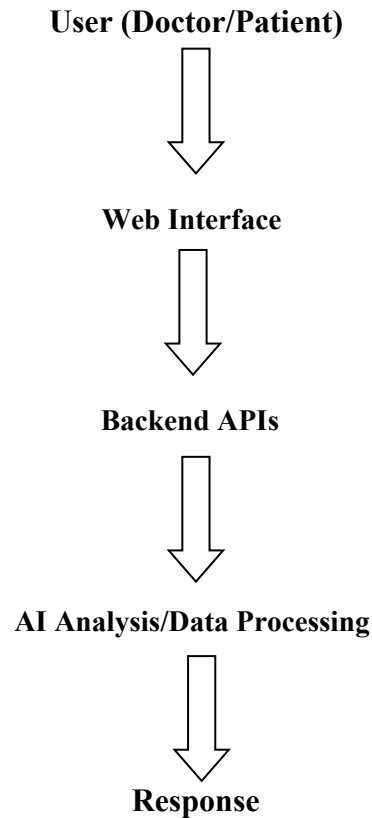 User (Doctor/Patient)
Web Interface
Backend APIs
AI Analysis/Data Processing
Response